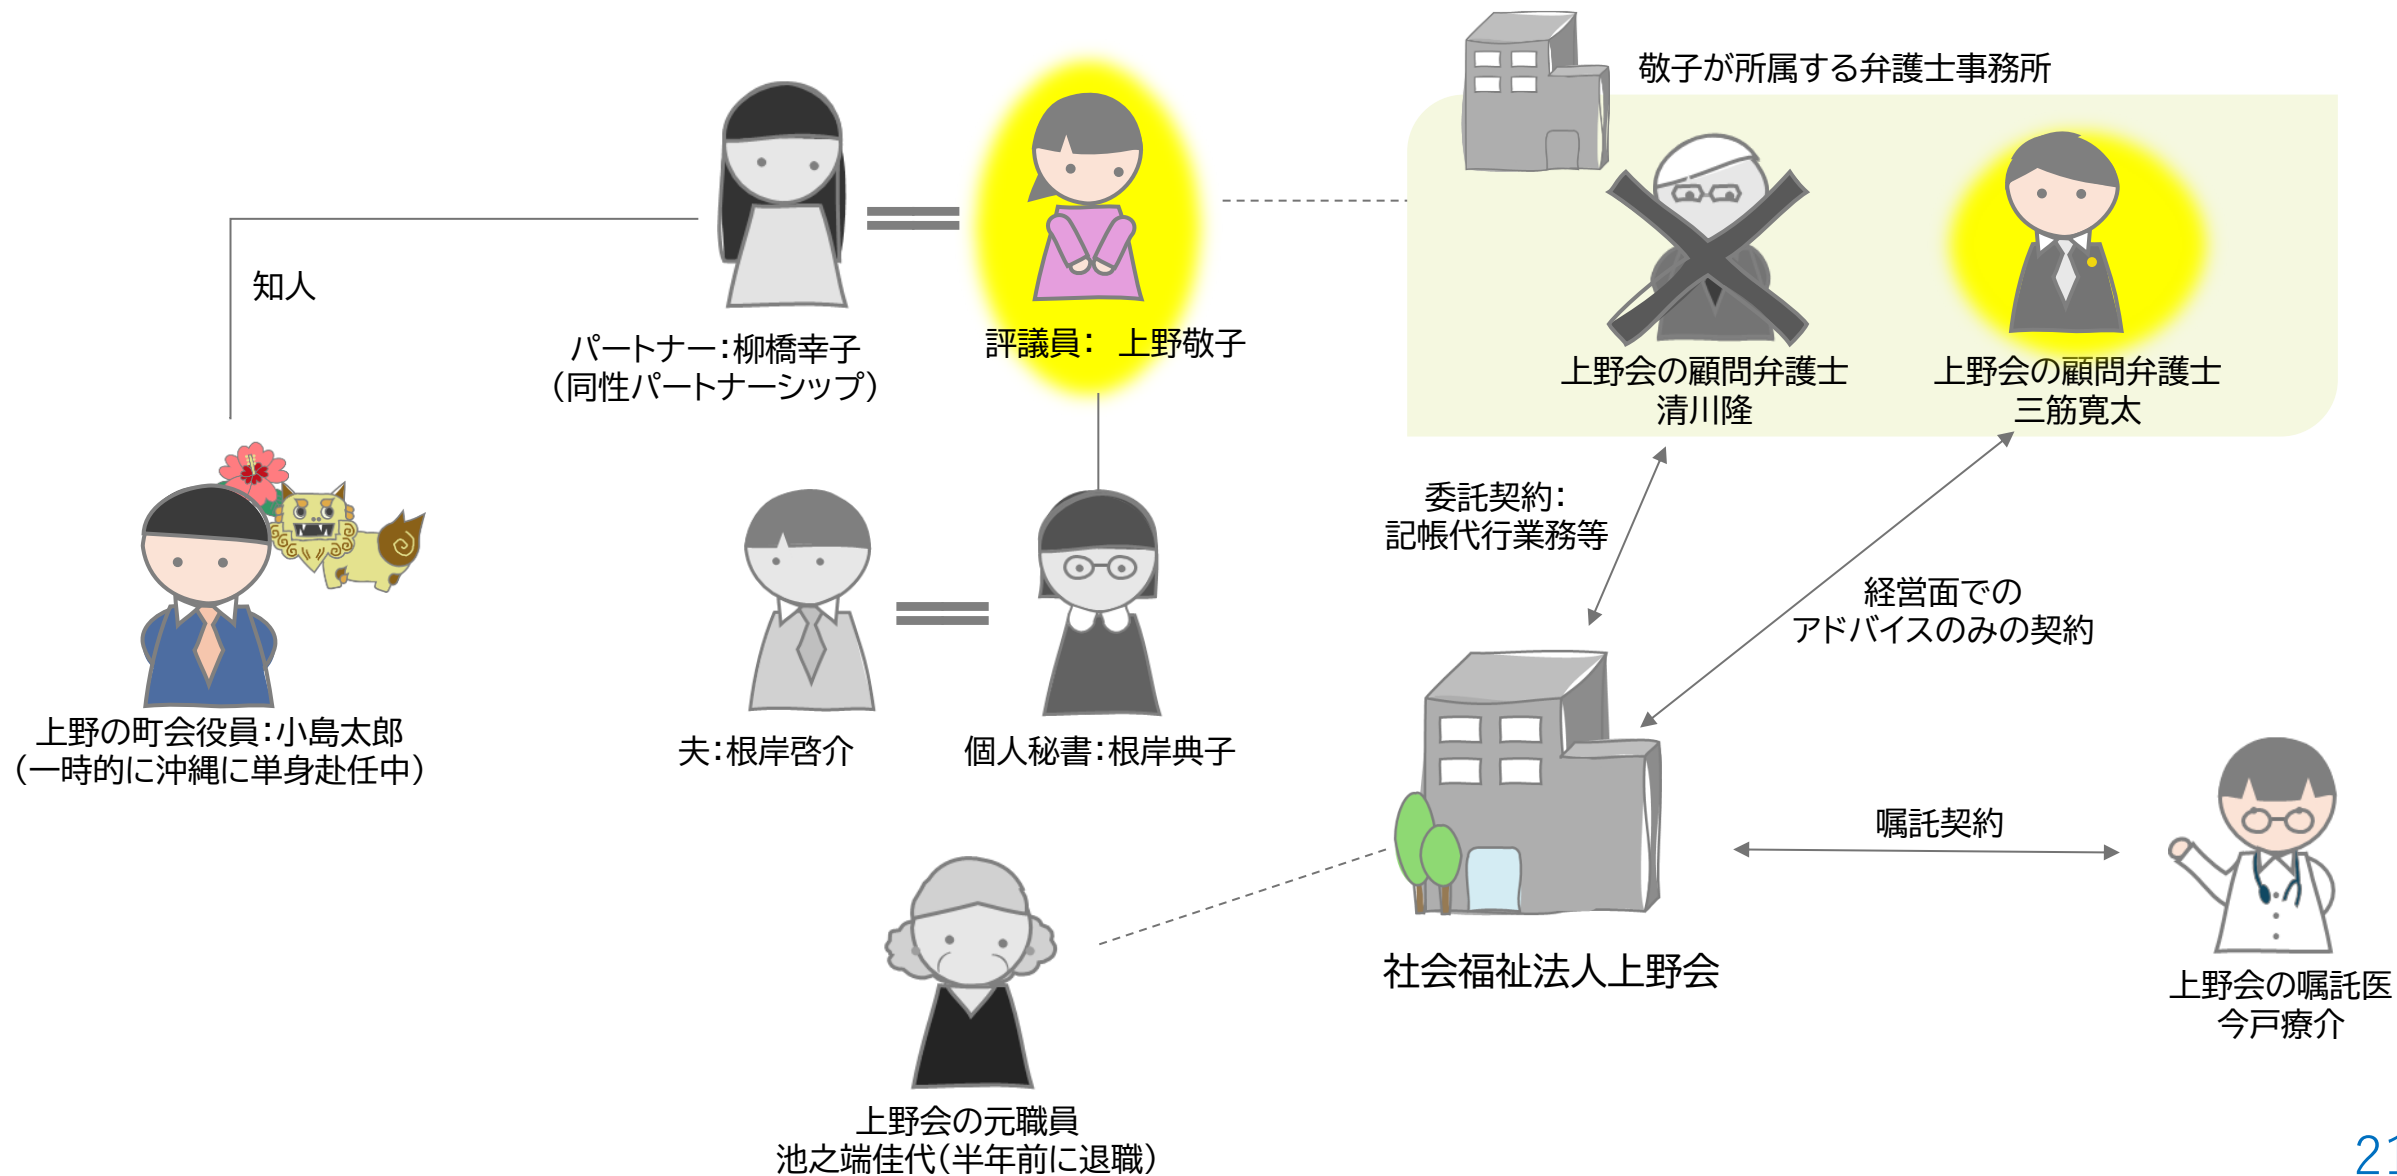 敬子が所属する弁護士事務所
知人
パートナー：柳橋幸子
（同性パートナーシップ）
評議員： 上野敬子
上野会の顧問弁護士
清川隆
上野会の顧問弁護士
三筋寛太
委託契約：
記帳代行業務等
経営面での
アドバイスのみの契約
上野の町会役員：小島太郎
（一時的に沖縄に単身赴任中）
夫：根岸啓介
個人秘書：根岸典子
嘱託契約
社会福祉法人上野会
上野会の嘱託医
今戸療介
上野会の元職員
池之端佳代（半年前に退職）
21